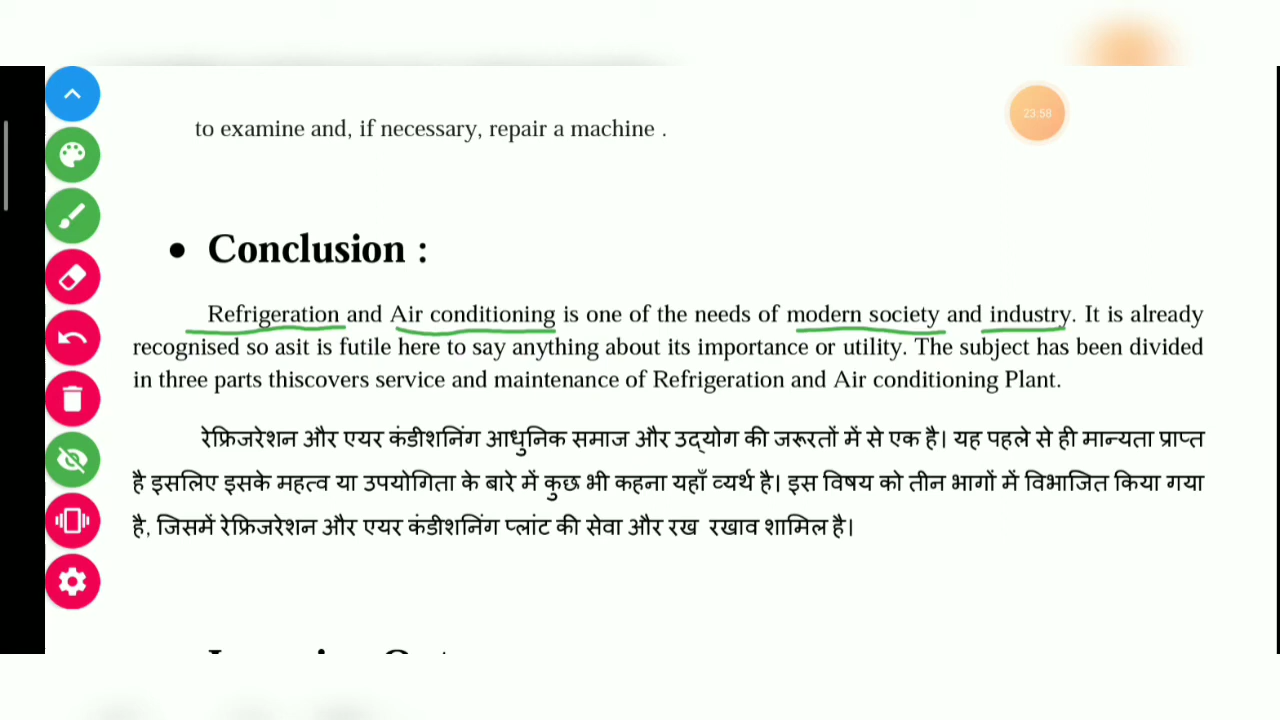 23:58
to examine and, if necessary, repair a machine .
• Conclusion :
Refrigeration and Air conditioning is one of the needs of modern society and industry. It is already
recognised so asit is futile here to say anything about its importance or utility. The subject has been divided
in three parts thiscovers service and maintenance of Refrigeration and Air conditioning Plant.
रेफ्रिजरेशन और एयर कंडीशनिंग आधुनिक समाज और उद्योग की जरूरतों में से एक है। यह पहले से ही मान्यता प्राप्त
है इसलिए इसके महत्व या उपयोगिता के बारे में कुछ भी कहना यहाँ व्यर्थ है। इस विषय को तीन भागों में विभाजित किया गया
है, जिसमें रेफ्रिजरेशन और एयर कंडीशनिंग प्लांट की सेवा और रख रखाव शामिल है।